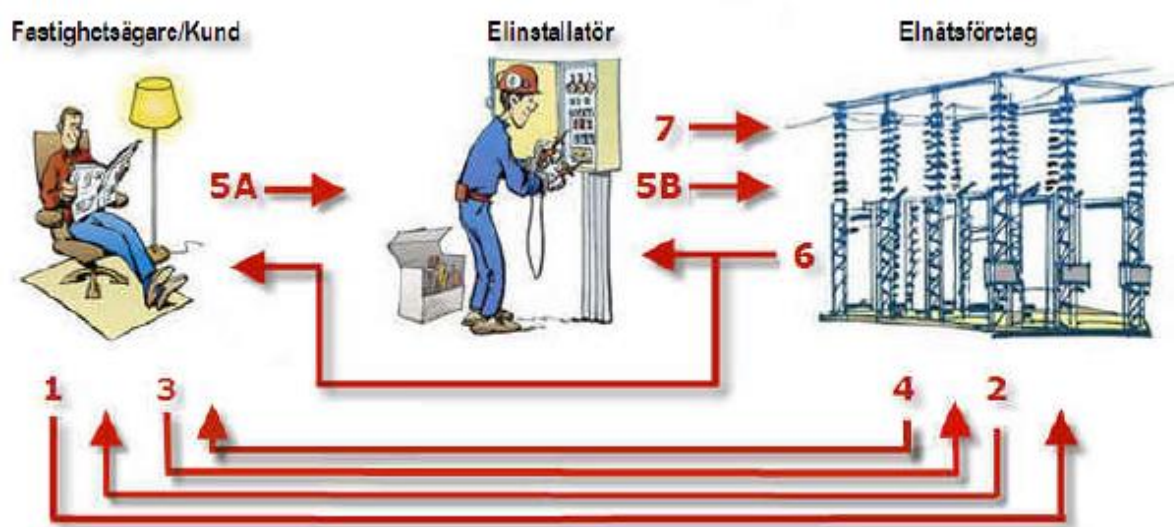 Fastighetsägare/Kund
Elinstallatör
Elnätsföretag
7
5A
5B
6
1
3
4
2